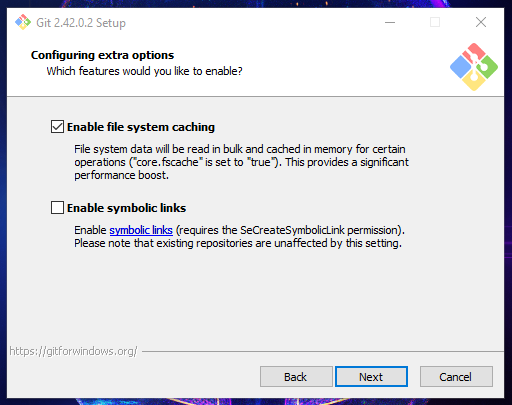 Git 2.42.0.2 Setup
Configuring extra options
Which features would you like to enable?
Enable file system caching
File system data will be read in bulk and cached in memory for certain
operations ("core.fscache" is set to "true"). This provides a significant
performance boost.
Enable symbolic links
Enable symbolic links (requires the SeCreateSymbolicLink permission).
Please note that existing repositories are unaffected by this setting.
https://gitforwindows.org/
Back Next Cancel